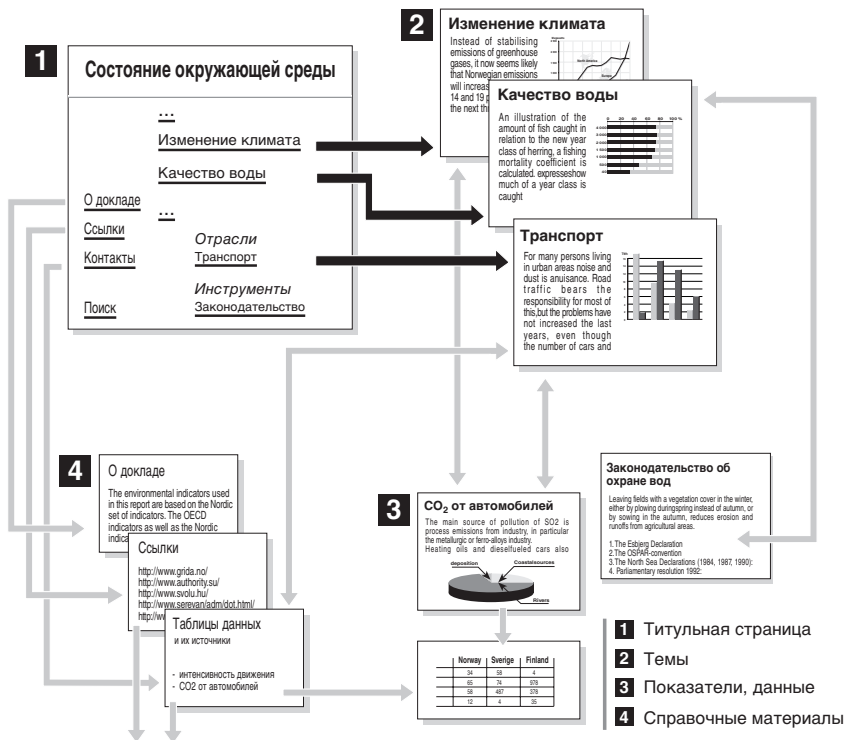 1
Состояние окружающей среды
...
Изменение климата
Качество воды
О докладе
...
Ссылки
Отрасли
Контакты
Транспорт
Инструменты
Поиск
Законодательство
2
Изменение климата
Instead of stabilising
emissions of greenhouse
gases, it now seems likely
that Norwegian emissions
will increas
14 and 19 p
the next th
North America
Europe
Качество воды
An illustration of the
amount of fish caught in
relation to the new year
class of herring, a fishing
mortality coefficient is
calculated. expresseshow
much of a year class is
caught
0 20 40 60 80 100 %
Транспорт
For many persons living
in urban areas noise and
dust is anuisance. Road
traffic bears the
responsibility for most of
this,but the problems have
not increased the last
years, even though
the number of cars and
4
О докладе
The environmental indicators used
in this report are based on the Nordic
set of indicators. The OECD
indicators as well as the Nordic
indica
Ссылки
http://www.grida.no/
http://www.authority.su/
http://www.svolu.hu/
http://www.serevan/adm/dot.html/
http://ww
Таблицы данных
и их источники
- интенсивность движения
- СО2 от автомобилей
3
CO2 от автомобилей
The main source of pollution of SO2 is
process emissions from industry, in particular
the metallurgic or ferro-alloys industry.
Heating oils and dieselfueled cars also
deposition
Coastalsources
Rivers
Norway Sverige Finland
34 58 4
65 74 978
58 487 378
12 4 35
Законодательство об
охране вод
Leaving fields with a vegetation cover in the winter,
either by plowing duringspring instead of autumn, or
by sowing in the autumn, reduces erosion and
runoffs from agricultural areas.
1.The Esbjerg Declaration
2.The OSPAR-convention
3.The North Sea Declarations (1984, 1987, 1990):
4. Parliamentary resolution 1992:
1 Титульная страница
2 Темы
3 Показатели, данные
4 Справочные материалы